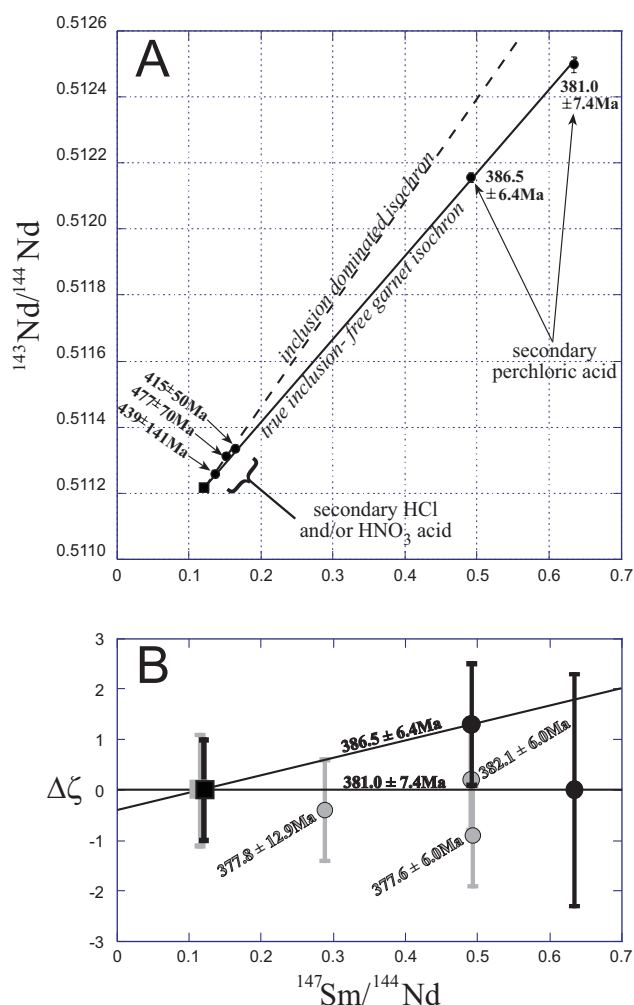 A
0.5126
0.5124
0.5122
0.5120
0.5118
0.5116
0.5114
0.5112
0.5110
¹⁴³Nd/¹⁴⁴Nd
381.0
±7.4Ma
386.5
±6.4Ma
inclusion dominated isochron
true inclusion- free garnet isochron
secondary
perchloric acid
415±50Ma
477±70Ma
439±141Ma
secondary HCl
and/or HNO₃ acid
0 0.1 0.2 0.3 0.4 0.5 0.6 0.7
B
3
2
1
0
-1
-2
-3
Δζ
386.5 ± 6.4Ma
381.0 ± 7.4Ma
382.1 ± 6.0Ma
377.8 ± 12.9Ma
377.6 ± 6.0Ma
0 0.1 0.2 0.3 0.4 0.5 0.6 0.7
¹⁴⁷Sm/¹⁴⁴Nd